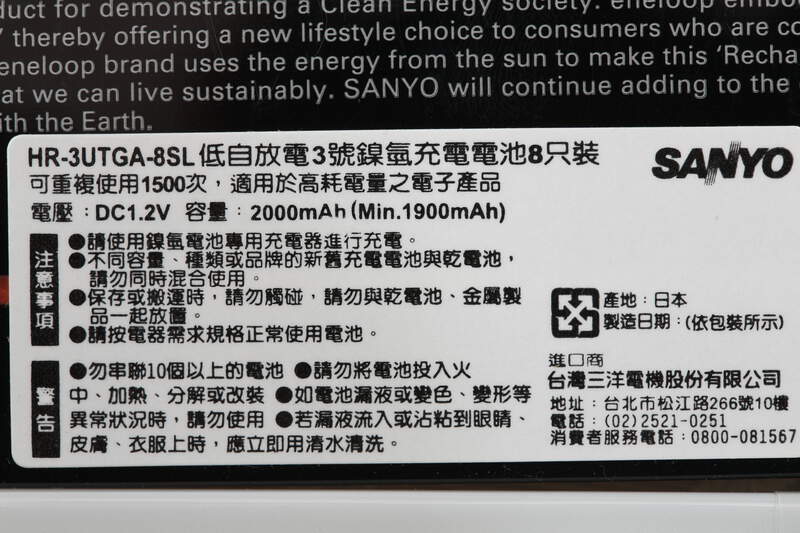 duct for demonstrating a Clean Energy society. eneloop emb
' thereby offering a new lifestyle choice to consumers who are co
eneloop brand uses the energy from the sun to make this 'Recha
at we can live sustainably. SANYO will continue adding to the
ith the Earth.
HR-3UTGA-8SL低自放電3號鎳氫充電電池8只裝
SANYO
可重複使用1500次，適用於高耗電量之電子產品
電壓：DC1.2V 容量：2000mAh(Min.1900mAh)
注意事項
●請使用鎳氫電池專用充電器進行充電。
●不同容量、種類或品牌的新舊充電電池與乾電池，
請勿同時混合使用。
●保存或搬運時，請勿觸碰，請勿與乾電池、金屬製
品一起放置。
●請按電器需求規格正常使用電池。
警告
●勿串聯10個以上的電池 ●請勿將電池投入火
中、加熱、分解或改裝 ●如電池漏液或變色、變形等
異常狀況時，請勿使用 ●若漏液流入或沾粘到眼睛、
皮膚、衣服上時，應立即用清水清洗。
產地：日本
製造日期：(依包裝所示)
進口商
台灣三洋電機股份有限公司
地址：台北市松江路266號10樓
電話：(02)2521-0251
消費者服務電話：0800-081567